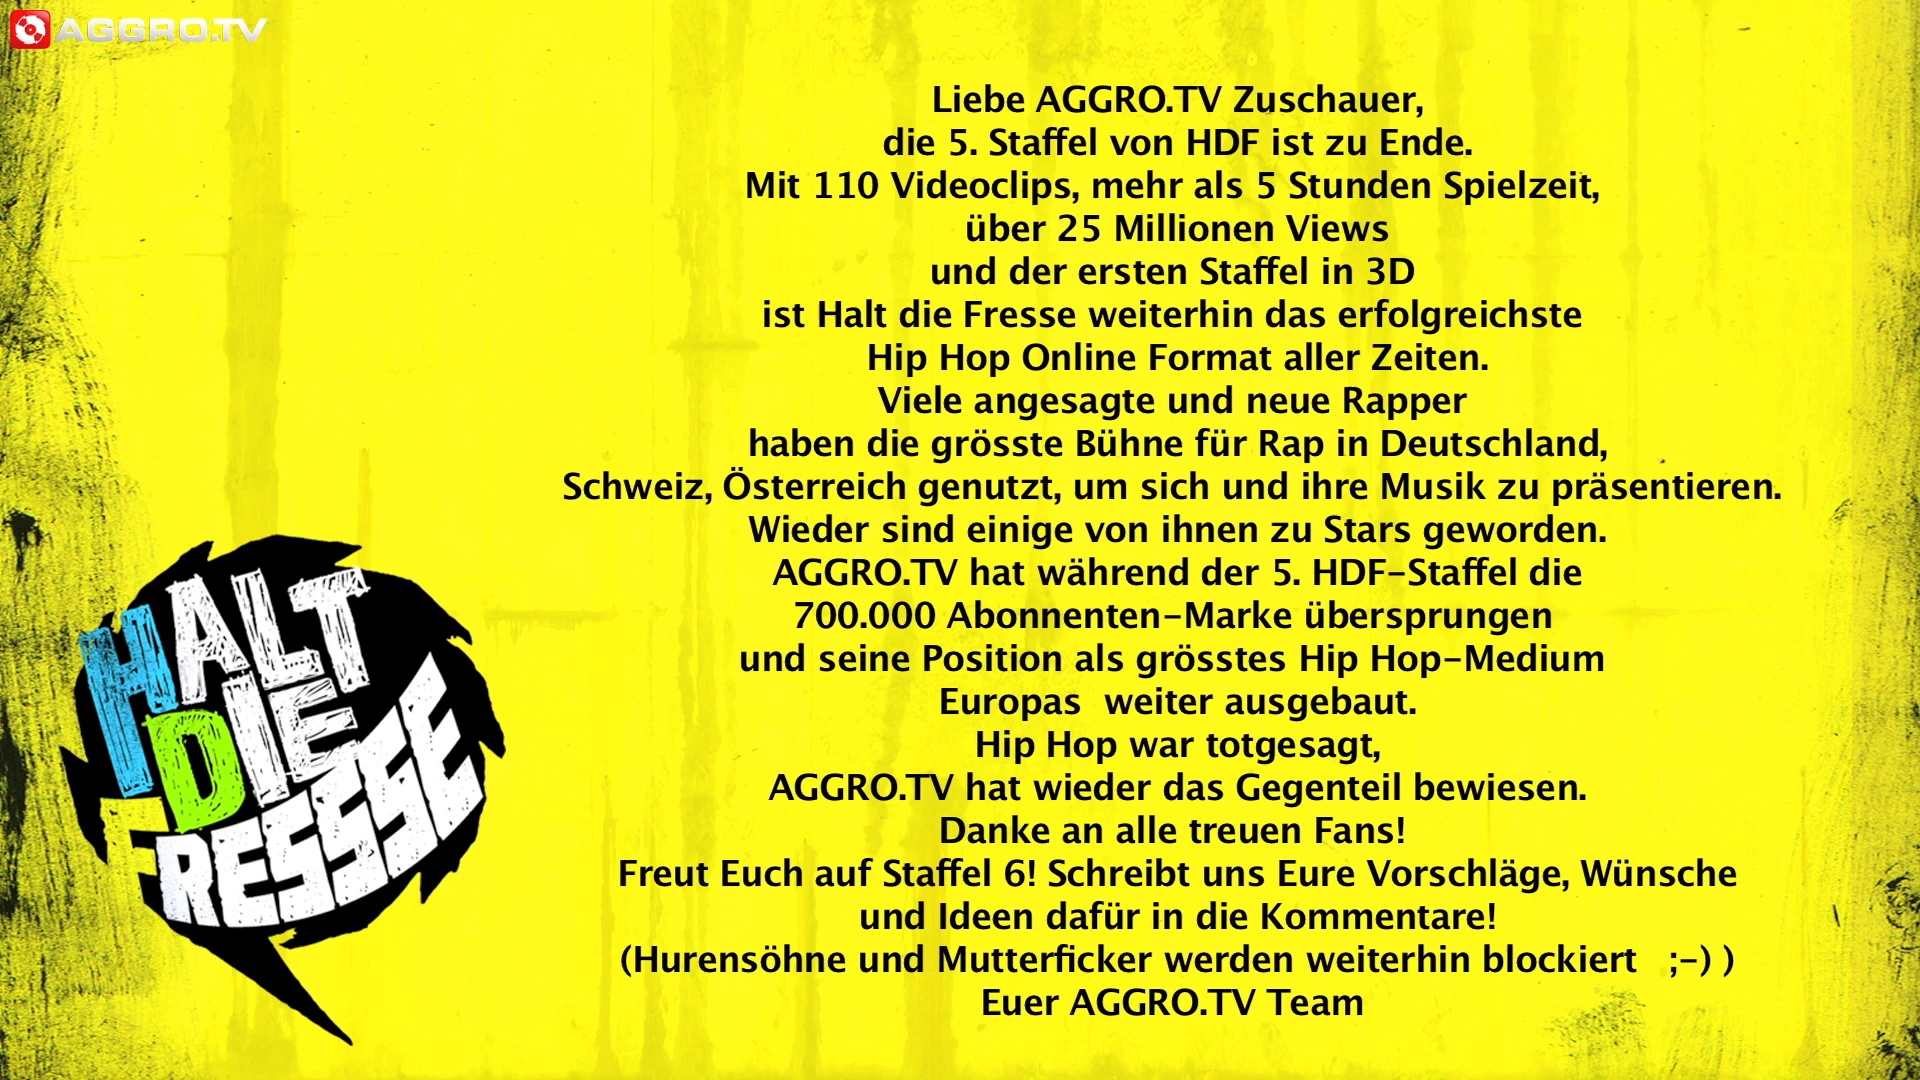 AGGRO.TV
Liebe AGGRO.TV Zuschauer,
die 5. Staffel von HDF ist zu Ende.
Mit 110 Videoclips, mehr als 5 Stunden Spielzeit,
über 25 Millionen Views
und der ersten Staffel in 3D
ist Halt die Fresse weiterhin das erfolgreichste
Hip Hop Online Format aller Zeiten.
Viele angesagte und neue Rapper
haben die grösste Bühne für Rap in Deutschland,
Schweiz, Österreich genutzt, um sich und ihre Musik zu präsentieren.
Wieder sind einige von ihnen zu Stars geworden.
AGGRO.TV hat während der 5. HDF-Staffel die
700.000 Abonnenten-Marke übersprungen
und seine Position als grösstes Hip Hop-Medium
Europas  weiter ausgebaut.
Hip Hop war totgesagt,
AGGRO.TV hat wieder das Gegenteil bewiesen.
Danke an alle treuen Fans!
Freut Euch auf Staffel 6! Schreibt uns Eure Vorschläge, Wünsche
und Ideen dafür in die Kommentare!
(Hurensöhne und Mutterficker werden weiterhin blockiert   ;-) )
Euer AGGRO.TV Team
HALT
DIE
FRESSSE